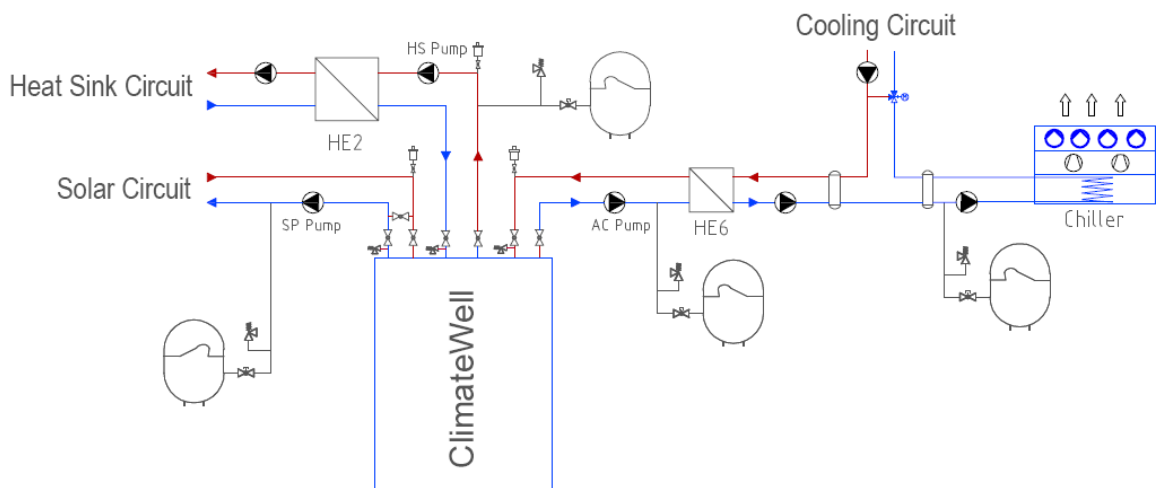 Cooling Circuit
HS Pump
Heat Sink Circuit
HE2
Solar Circuit
SP Pump
AC Pump
HE6
Chiller
ClimateWell